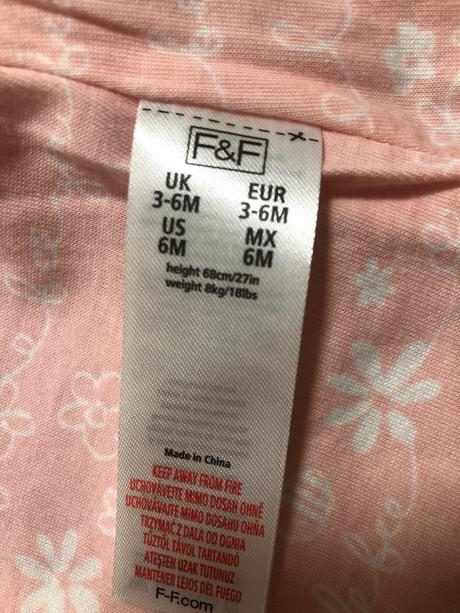 F&F
UK EUR
3-6M 3-6M
US MX
6M 6M
height 68cm/27in
weight 8kg/18lbs
Made in China
KEEP AWAY FROM FIRE
UCHOVÁVEJTE MIMO DOSAH OHNĚ
UCHOVÁVAJTE MIMO DOSAHU OHŇA
TRZYMAĆ Z DALA OD OGNIA
TŰZTŐL TÁVOL TARTANDÓ
ATEŞTEN UZAK TUTUNUZ
MANTENER LEJOS DEL FUEGO
F-F.com